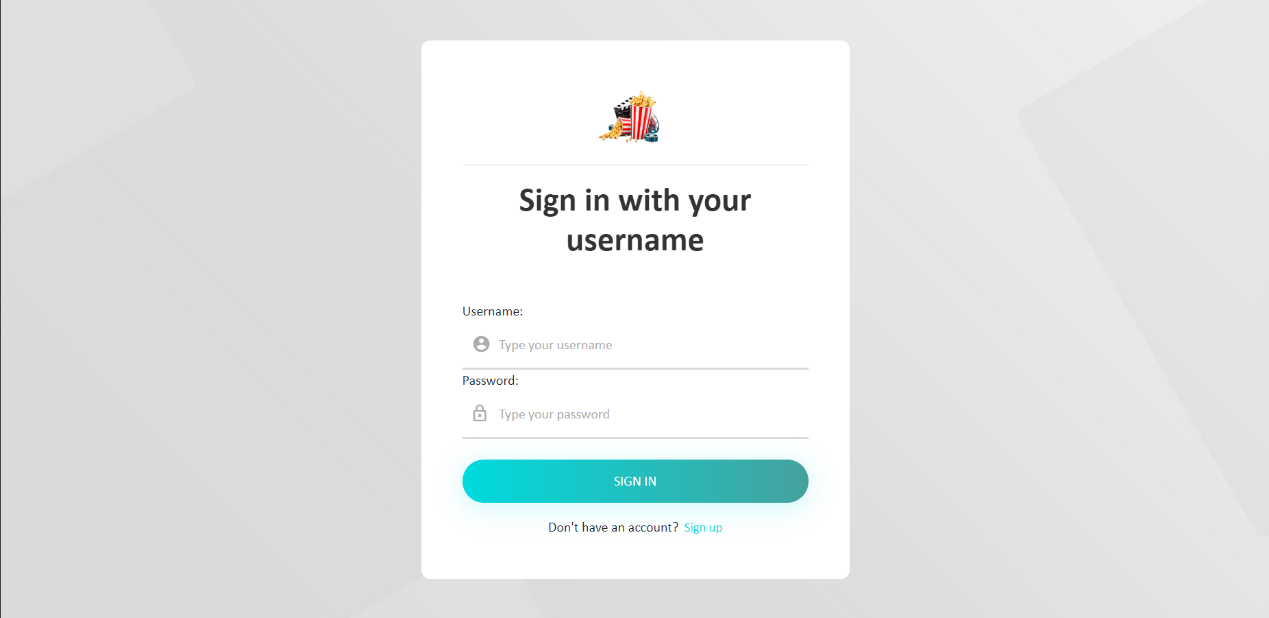 Sign in with your
username
Username:
Type your username
Password:
Type your password
SIGN IN
Don't have an account? Sign up